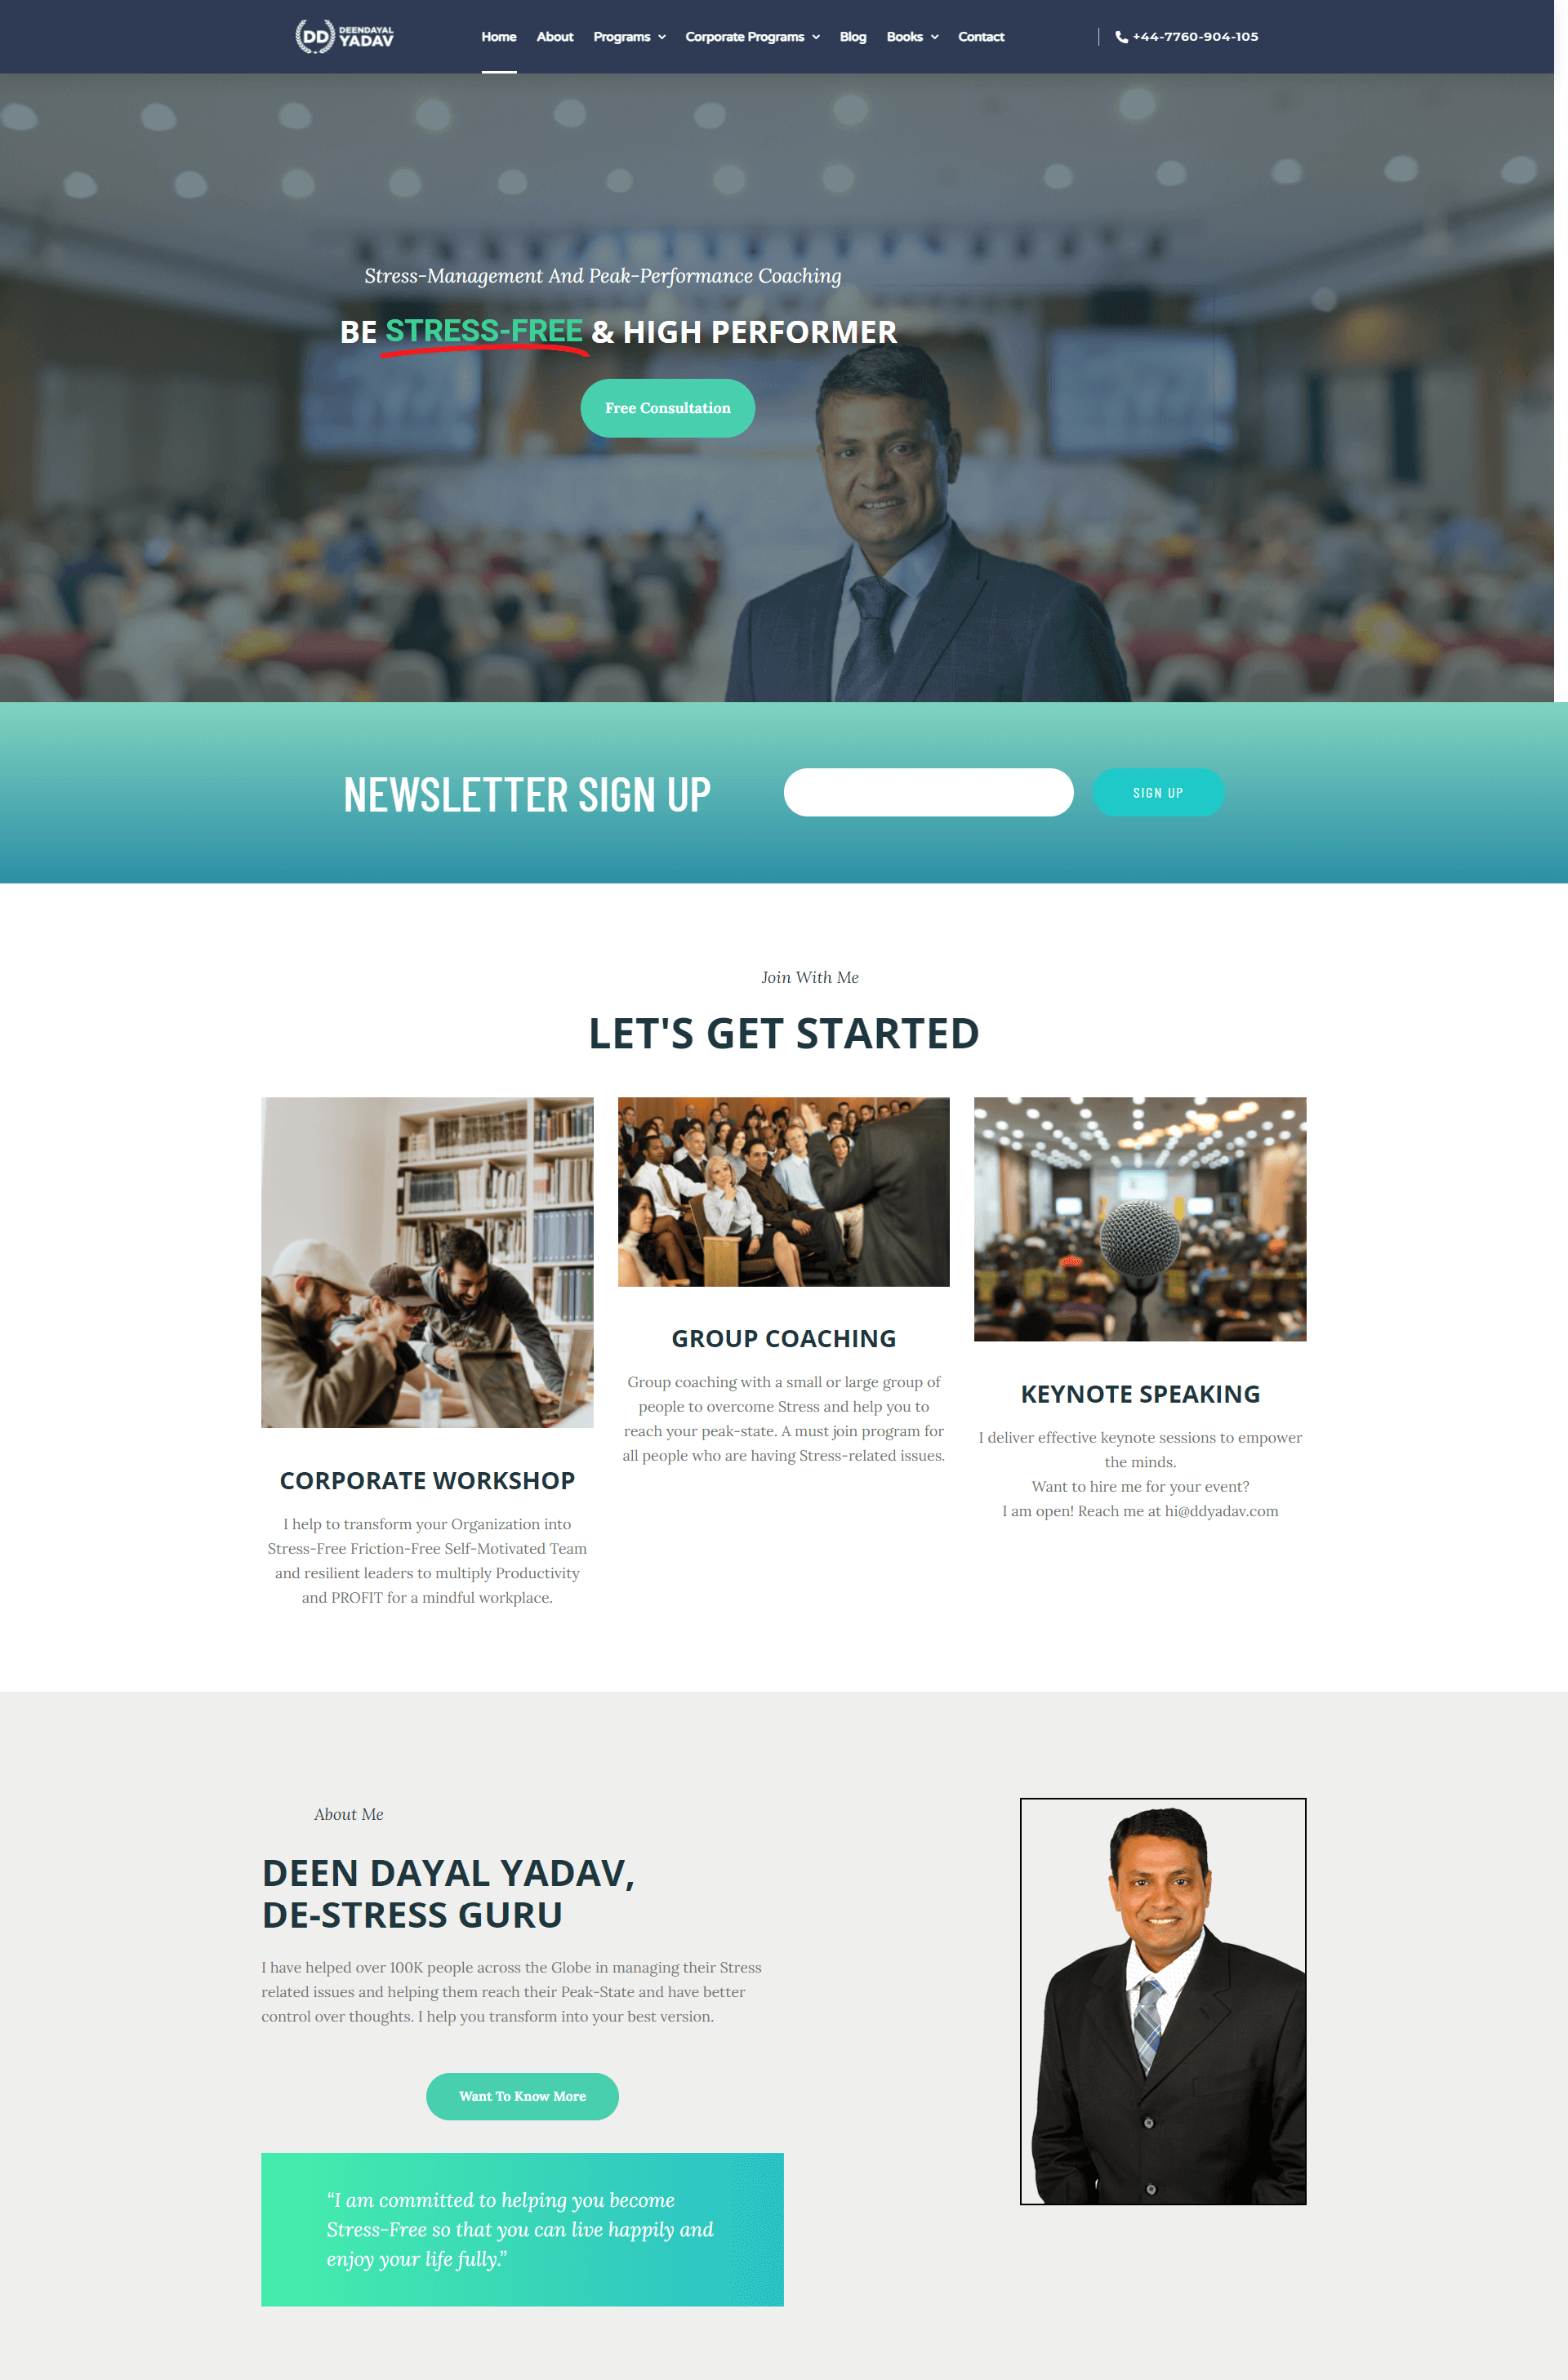 DD DEENDAYAL
YADAV
Home About Programs Corporate Programs Blog Books Contact
+44-7760-904-105
Stress-Management And Peak-Performance Coaching
BE STRESS-FREE & HIGH PERFORMER
Free Consultation
NEWSLETTER SIGN UP
SIGN UP
Join With Me
LET'S GET STARTED
CORPORATE WORKSHOP
I help to transform your Organization into
Stress-Free Friction-Free Self-Motivated Team
and resilient leaders to multiply Productivity
and PROFIT for a mindful workplace.
GROUP COACHING
Group coaching with a small or large group of
people to overcome Stress and help you to
reach your peak-state. A must join program for
all people who are having Stress-related issues.
KEYNOTE SPEAKING
I deliver effective keynote sessions to empower
the minds.
Want to hire me for your event?
I am open! Reach me at hi@ddyadav.com
About Me
DEEN DAYAL YADAV,
DE-STRESS GURU
I have helped over 100K people across the Globe in managing their Stress
related issues and helping them reach their Peak-State and have better
control over thoughts. I help you transform into your best version.
Want To Know More
“I am committed to helping you become
Stress-Free so that you can live happily and
enjoy your life fully.”